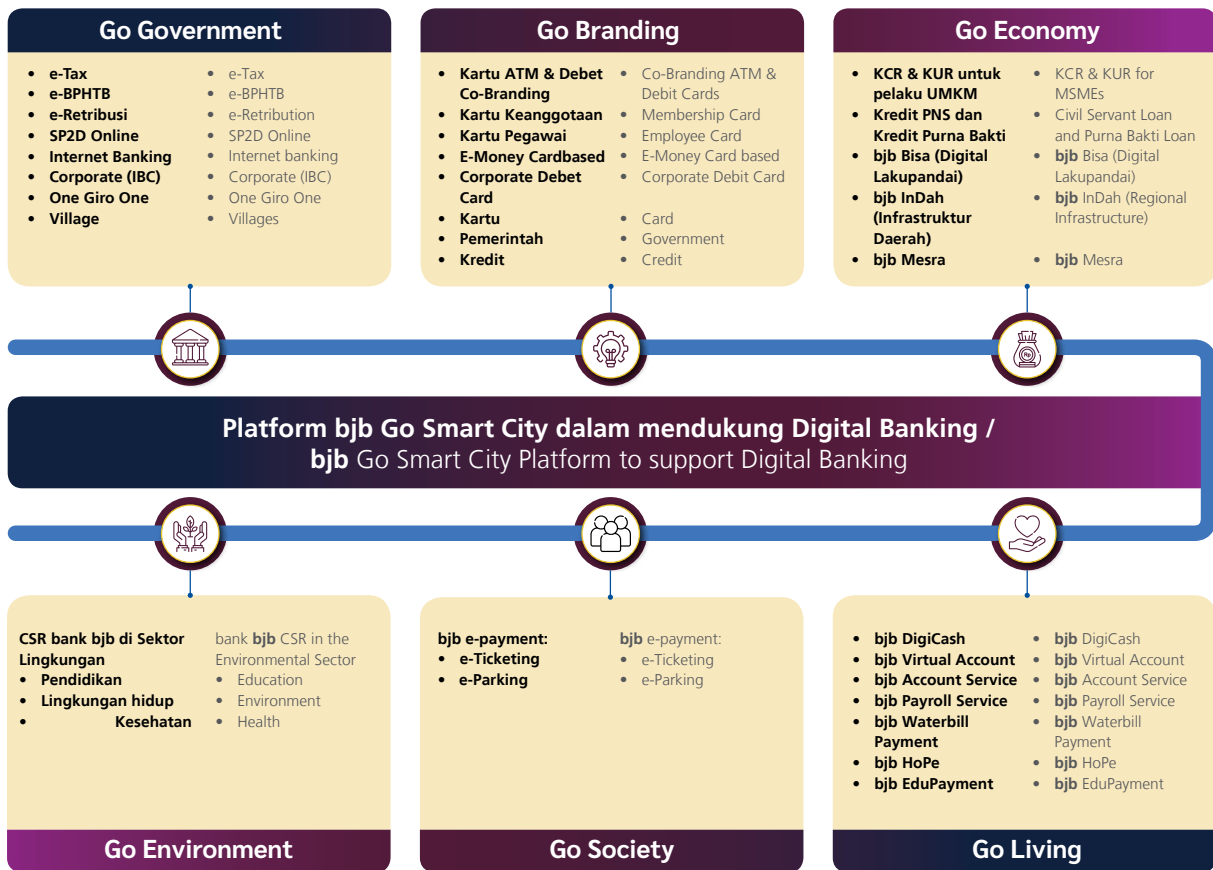 Go Government
• e-Tax
• e-BPHTB
• e-Retribusi
• SP2D Online
• Internet Banking
• Corporate (IBC)
• One Giro One
• Village
• e-Tax
• e-BPHTB
• e-Retribution
• SP2D Online
• Internet banking
• Corporate (IBC)
• One Giro One
• Villages
Go Branding
• Kartu ATM & Debet
Co-Branding
• Kartu Keanggotaan
• Kartu Pegawai
• E-Money Cardbased
• Corporate Debet
Card
• Kartu
• Pemerintah
• Kredit
• Co-Branding ATM &
Debit Cards
• Membership Card
• Employee Card
• E-Money Card based
• Corporate Debit Card
• Card
• Government
• Credit
Go Economy
• KCR & KUR untuk
pelaku UMKM
• Kredit PNS dan
Kredit Purna Bakti
• bjb Bisa (Digital
Lakupandai)
• bjb InDah
(Infrastruktur
Daerah)
• bjb Mesra
• KCR & KUR for
MSMEs
• Civil Servant Loan
and Purna Bakti Loan
• bjb Bisa (Digital
Lakupandai)
• bjb InDah (Regional
Infrastructure)
• bjb Mesra
Rp
Platform bjb Go Smart City dalam mendukung Digital Banking /
bjb Go Smart City Platform to support Digital Banking
CSR bank bjb di Sektor
Lingkungan
• Pendidikan
• Lingkungan hidup
• Kesehatan
bank bjb CSR in the
Environmental Sector
• Education
• Environment
• Health
Go Environment
bjb e-payment:
• e-Ticketing
• e-Parking
bjb e-payment:
• e-Ticketing
• e-Parking
Go Society
• bjb DigiCash
• bjb Virtual Account
• bjb Account Service
• bjb Payroll Service
• bjb Waterbill
Payment
• bjb HoPe
• bjb EduPayment
• bjb DigiCash
• bjb Virtual Account
• bjb Account Service
• bjb Payroll Service
• bjb Waterbill
Payment
• bjb HoPe
• bjb EduPayment
Go Living